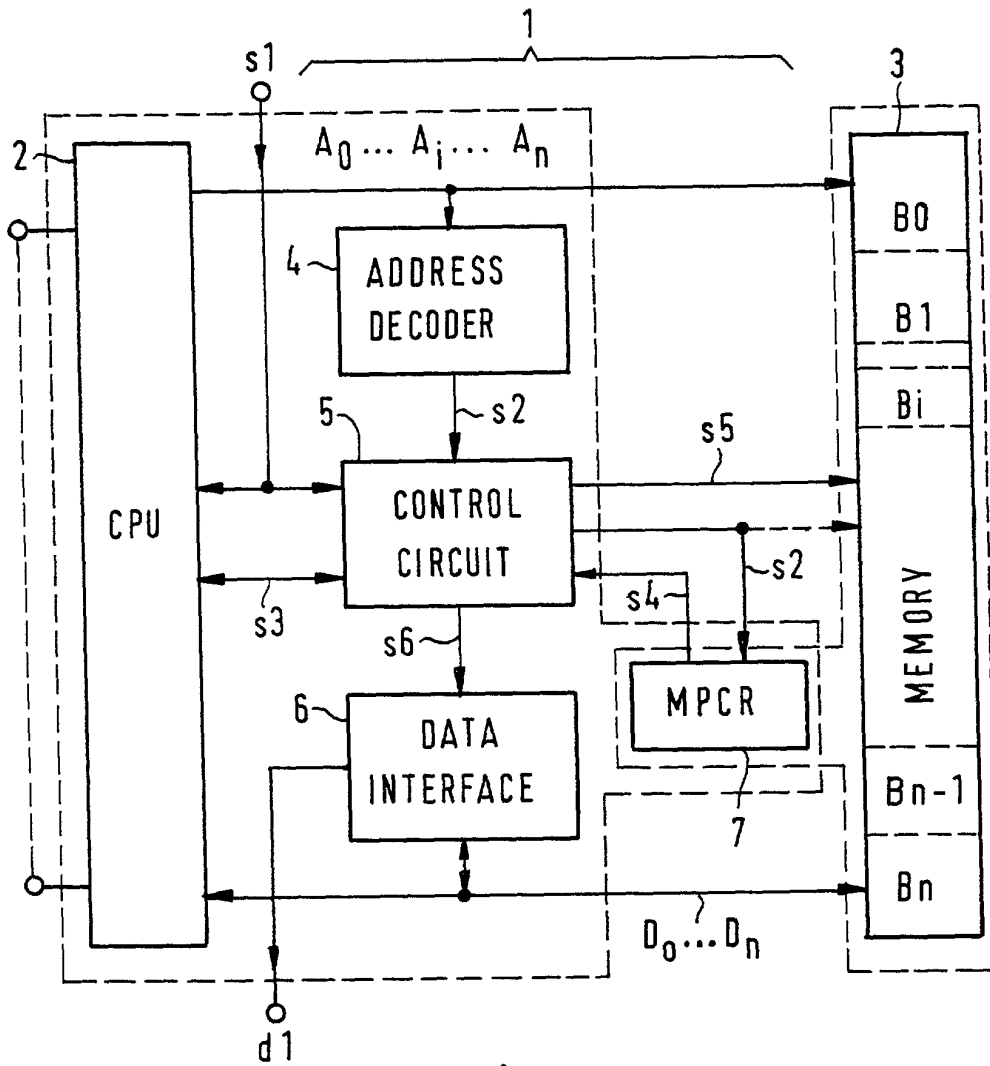 1
s1
3
2
A0... Ai... An
B0
4
ADDRESS
DECODER
B1
Bi
s2
5
s5
CPU
CONTROL
CIRCUIT
s2
s4
s3
s6
MEMORY
MPCR
6
DATA
INTERFACE
7
Bn-1
Bn
Do...Dn
d1